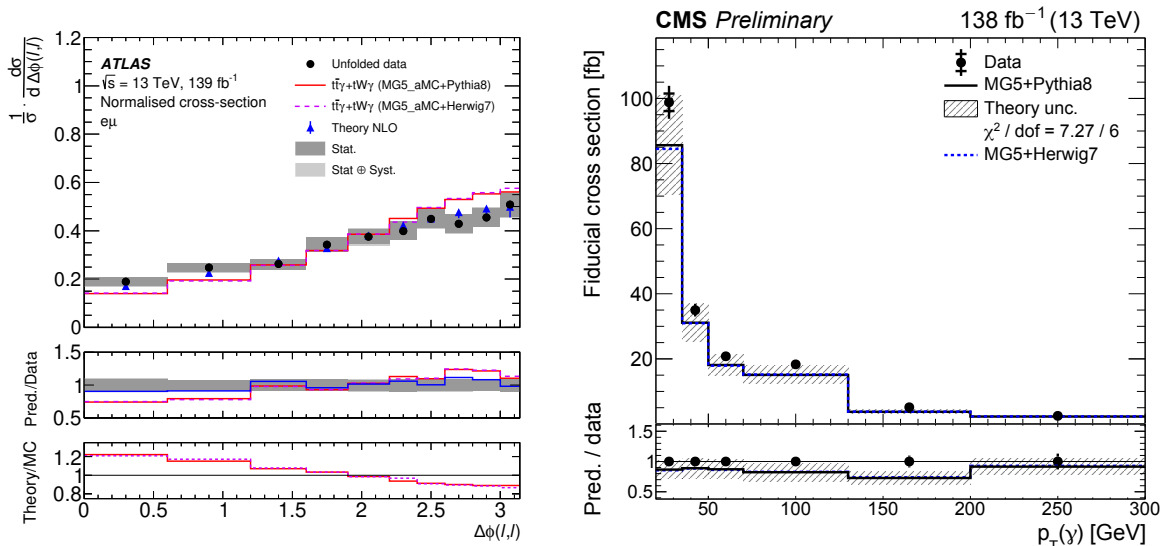 1.2
1
0.8
0.6
0.4
0.2
0
1/σ · dσ/d Δϕ(l,l)
ATLAS
√s = 13 TeV, 139 fb⁻¹
Normalised cross-section
eμ
Unfolded data
tt̄γ+tWγ (MG5_aMC+Pythia8)
tt̄γ+tWγ (MG5_aMC+Herwig7)
Theory NLO
Stat.
Stat ⊕ Syst.
1.5
1
0.5
Pred./Data
1.2
1
0.8
Theory/MC
0 0.5 1 1.5 2 2.5 3
Δϕ(l,l)
CMS Preliminary 138 fb⁻¹ (13 TeV)
Fiducial cross section [fb]
100
80
60
40
20
Data
MG5+Pythia8
Theory unc.
χ² / dof = 7.27 / 6
MG5+Herwig7
Pred. / data
1.5
1
0.5
50 100 150 200 250 300
p_T(γ) [GeV]